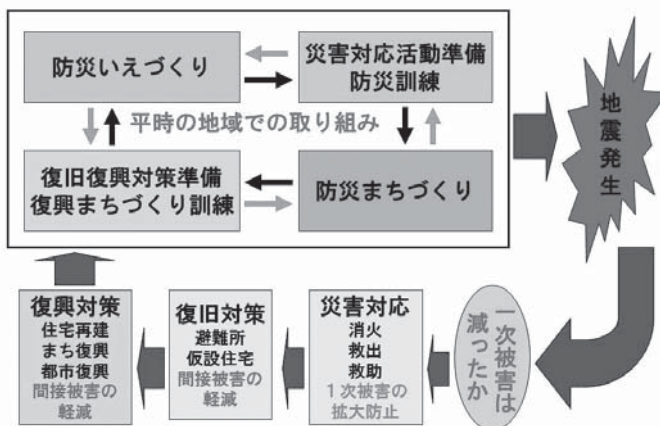 防災いえづくり
災害対応活動準備
防災訓練
平時の地域での取り組み
復旧復興対策準備
復興まちづくり訓練
防災まちづくり
地震発生
一次被害は
減ったか
災害対応
消火
救出
救助
1次被害の
拡大防止
復旧対策
避難所
仮設住宅
間接被害の
軽減
復興対策
住宅再建
まち復興
都市復興
間接被害の
軽減